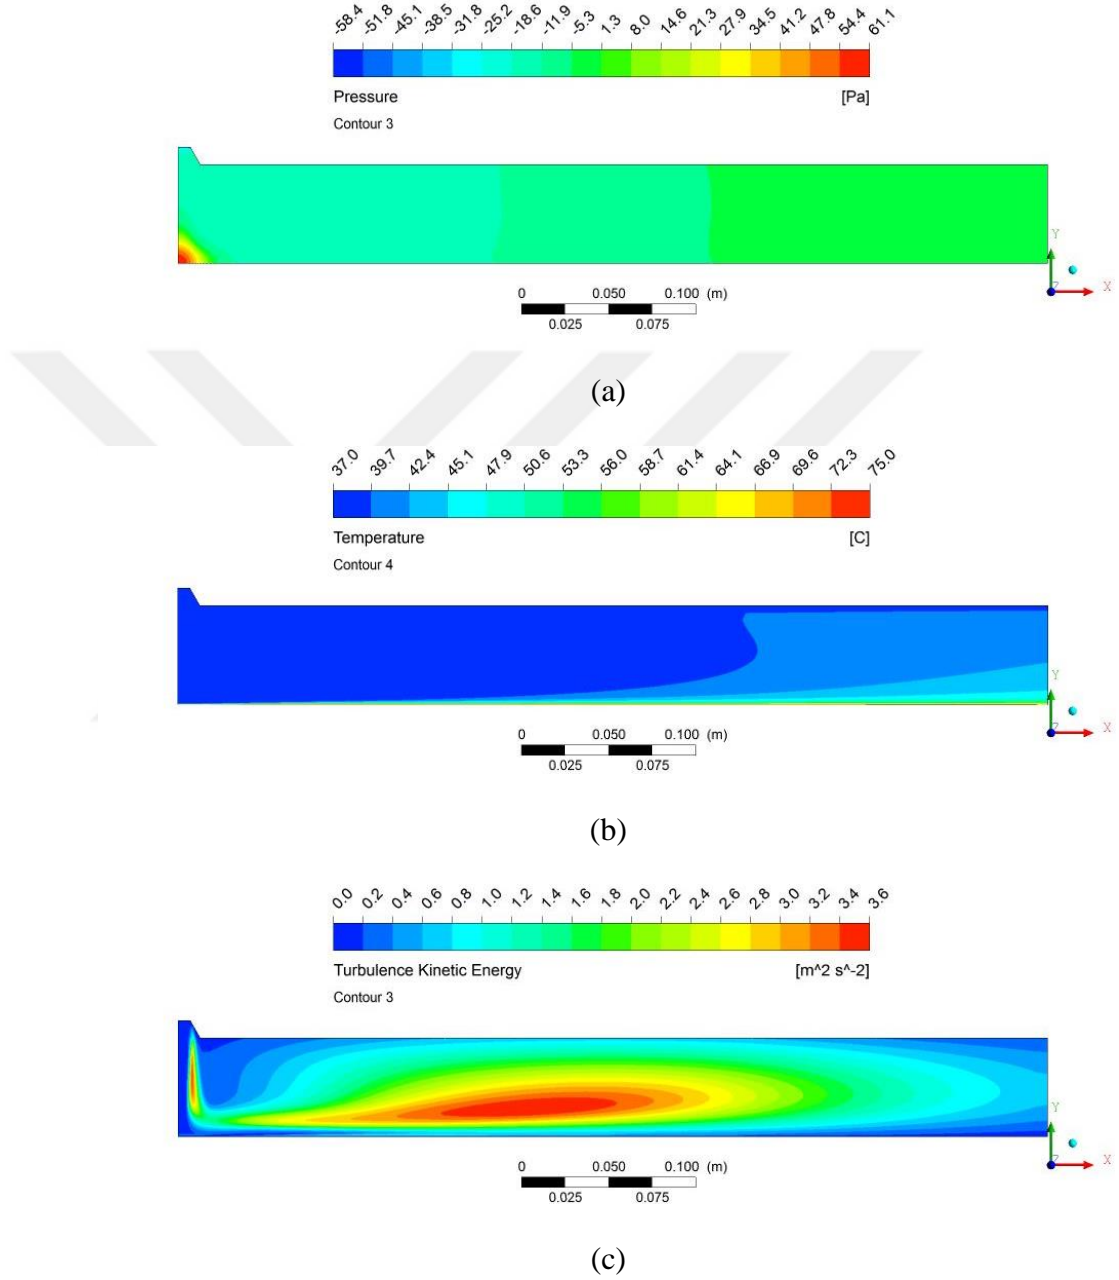 -58.4 -51.8 -45.1 -38.5 -31.8 -25.2 -18.6 -11.9 -5.3 1.3 8.0 14.6 21.3 27.9 34.5 41.2 47.8 54.4 61.1
Pressure [Pa]
Contour 3
Y
Z X
0 0.050 0.100 (m)
0.025 0.075
(a)
37.0 39.7 42.4 45.1 47.9 50.6 53.3 56.0 58.7 61.4 64.1 66.9 69.6 72.3 75.0
Temperature [C]
Contour 4
Y
Z X
0 0.050 0.100 (m)
0.025 0.075
(b)
0.0 0.2 0.4 0.6 0.8 1.0 1.2 1.4 1.6 1.8 2.0 2.2 2.4 2.6 2.8 3.0 3.2 3.4 3.6
Turbulence Kinetic Energy [m^2 s^-2]
Contour 3
Y
Z X
0 0.050 0.100 (m)
0.025 0.075
(c)